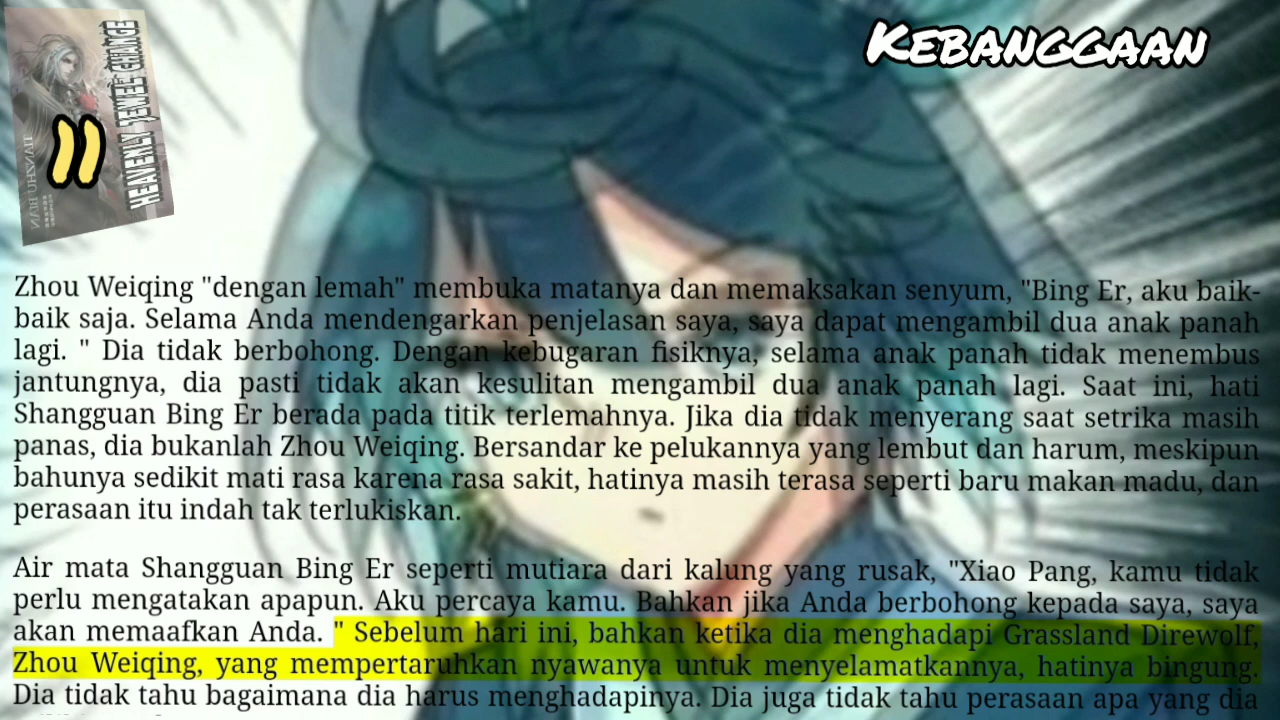 Kebanggaan
HEAVENLY JEWEL CHANGE
11
TIANZHU BIAN
Zhou Weiqing "dengan lemah" membuka matanya dan memaksakan senyum, "Bing Er, aku baik-
baik saja. Selama Anda mendengarkan penjelasan saya, saya dapat mengambil dua anak panah
lagi. " Dia tidak berbohong. Dengan kebugaran fisiknya, selama anak panah tidak menembus
jantungnya, dia pasti tidak akan kesulitan mengambil dua anak panah lagi. Saat ini, hati
Shangguan Bing Er berada pada titik terlemahnya. Jika dia tidak menyerang saat setrika masih
panas, dia bukanlah Zhou Weiqing. Bersandar ke pelukannya yang lembut dan harum, meskipun
bahunya sedikit mati rasa karena rasa sakit, hatinya masih terasa seperti baru makan madu, dan
perasaan itu indah tak terlukiskan.
Air mata Shangguan Bing Er seperti mutiara dari kalung yang rusak, "Xiao Pang, kamu tidak
perlu mengatakan apapun. Aku percaya kamu. Bahkan jika Anda berbohong kepada saya, saya
akan memaafkan Anda. " Sebelum hari ini, bahkan ketika dia menghadapi Grassland Direwolf,
Zhou Weiqing, yang mempertaruhkan nyawanya untuk menyelamatkannya, hatinya bingung.
Dia tidak tahu bagaimana dia harus menghadapinya. Dia juga tidak tahu perasaan apa yang dia